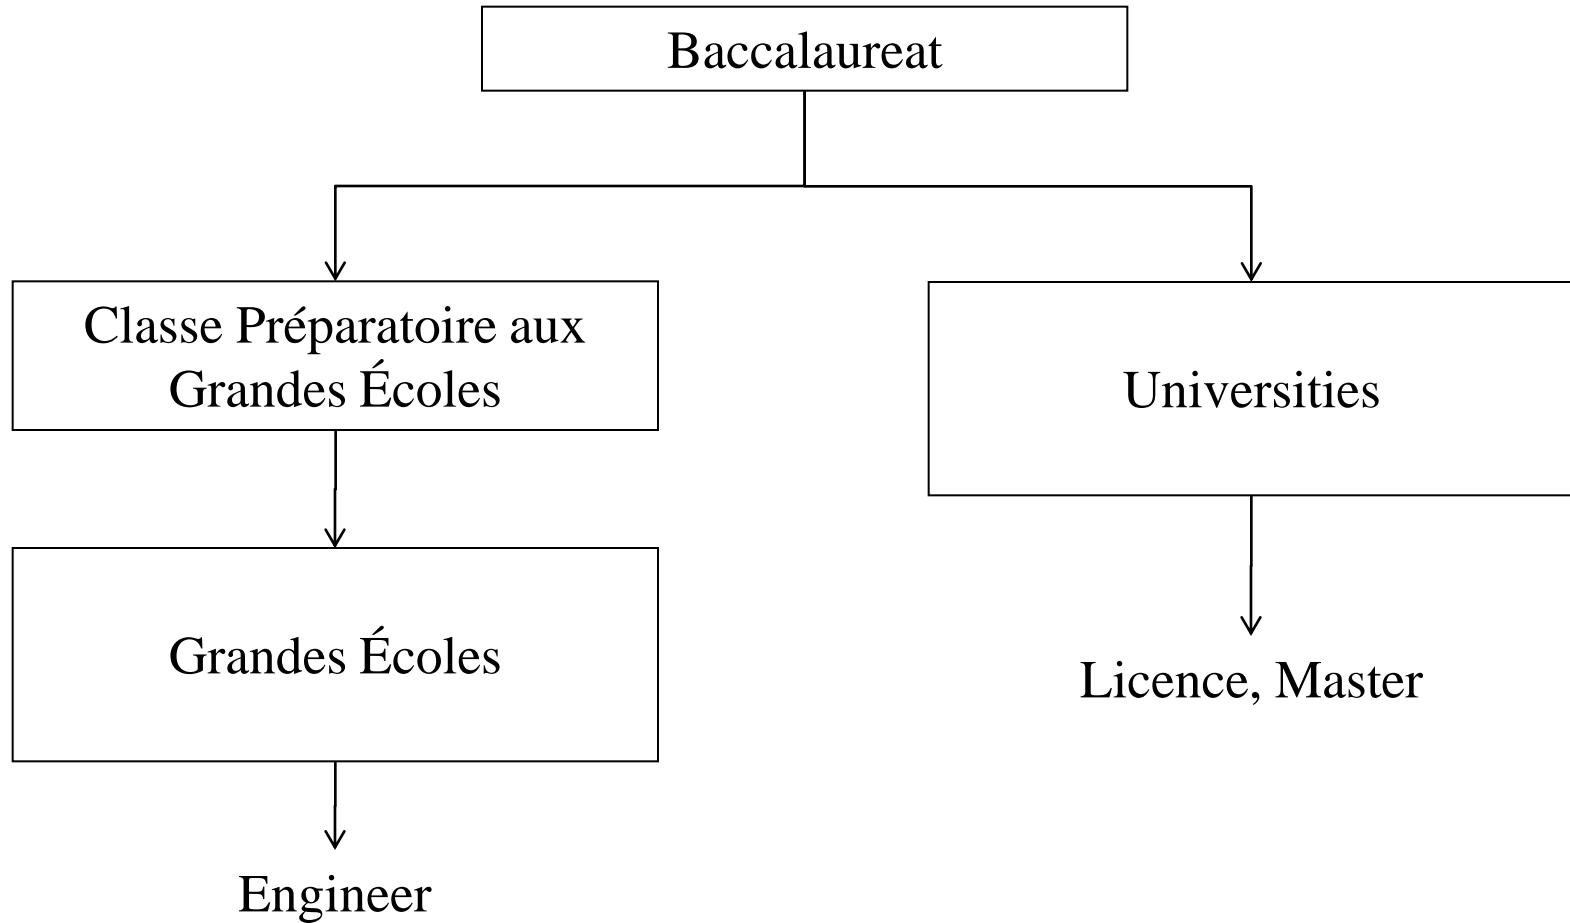 Baccalaureat
Classe Préparatoire aux
Grandes Écoles
Universities
Grandes Écoles
Licence, Master
Engineer